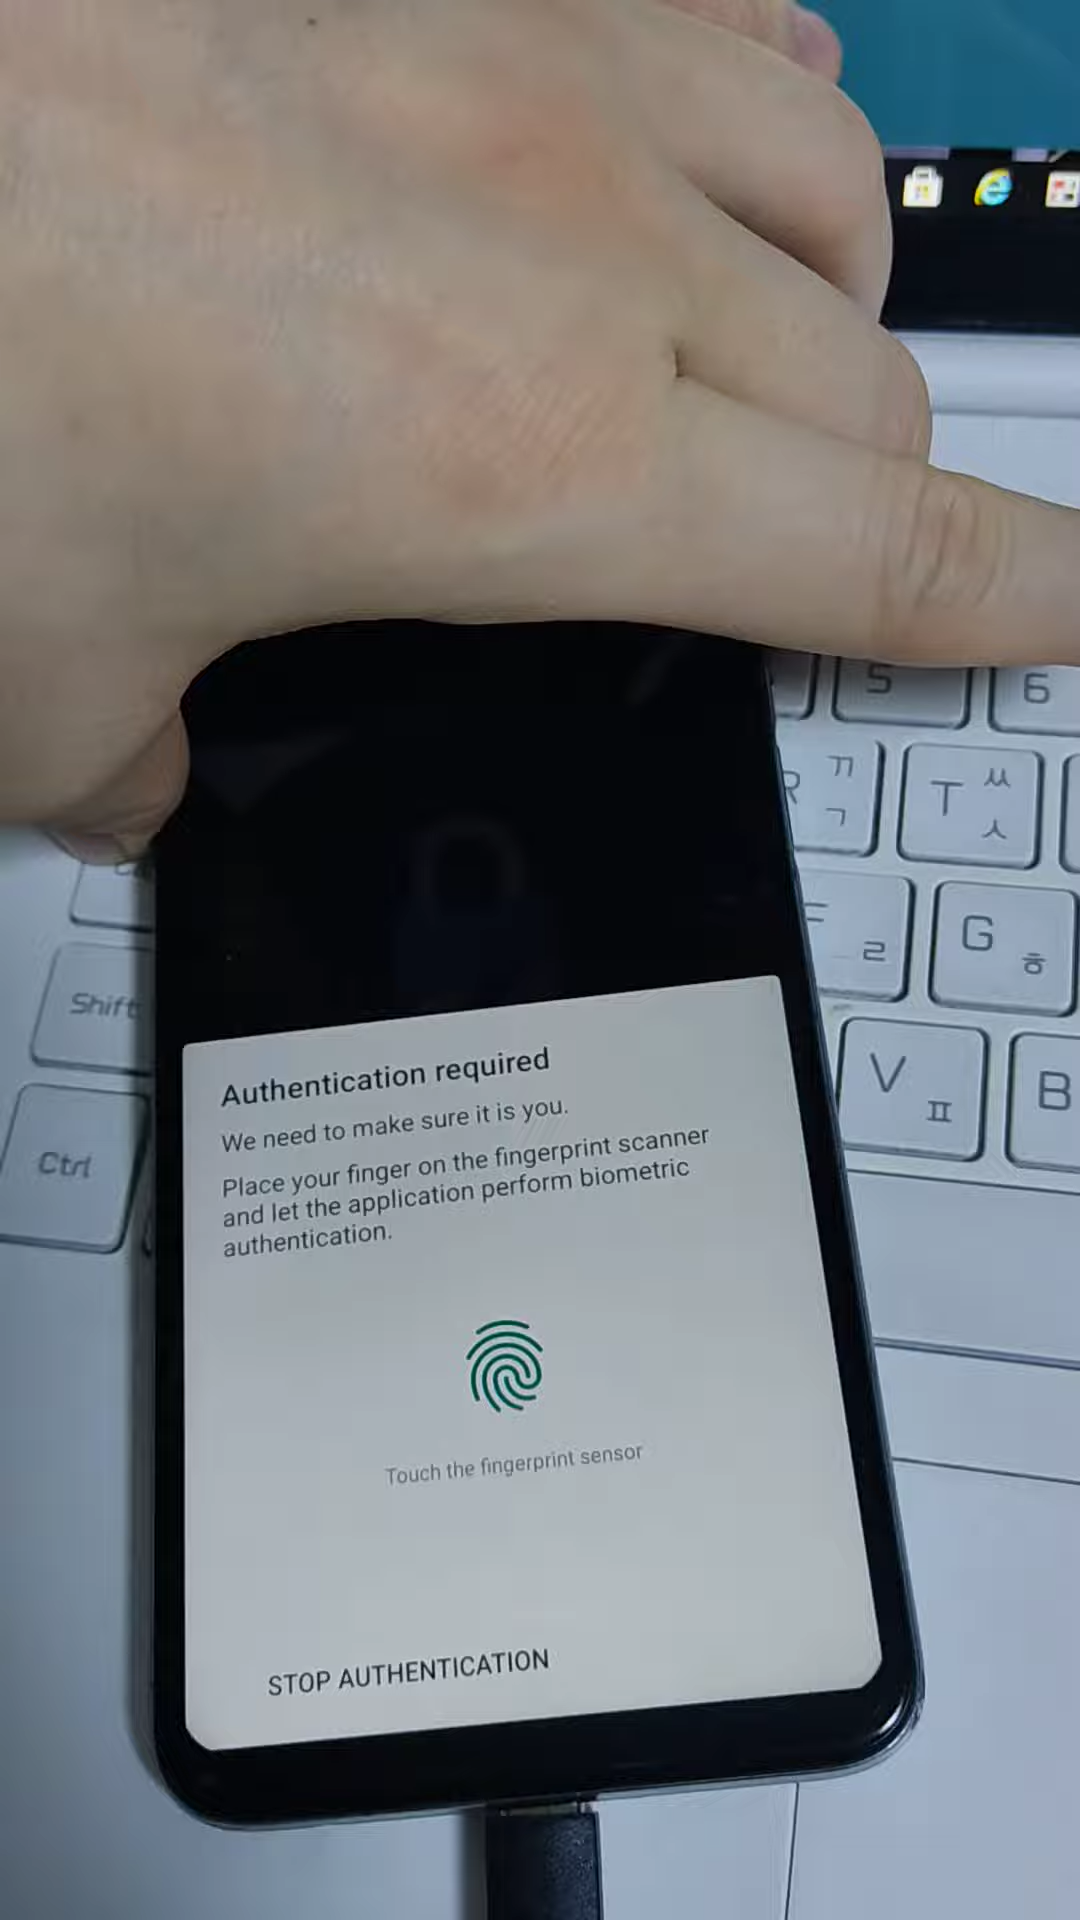 5
6
R ㄲ
ㄱ
T ㅆ
ㅅ
Shift
F ㄹ
G ㅎ
Authentication required
We need to make sure it is you.
Place your finger on the fingerprint scanner
and let the application perform biometric
authentication.
Touch the fingerprint sensor
STOP AUTHENTICATION
Ctrl
V ㅍ
B